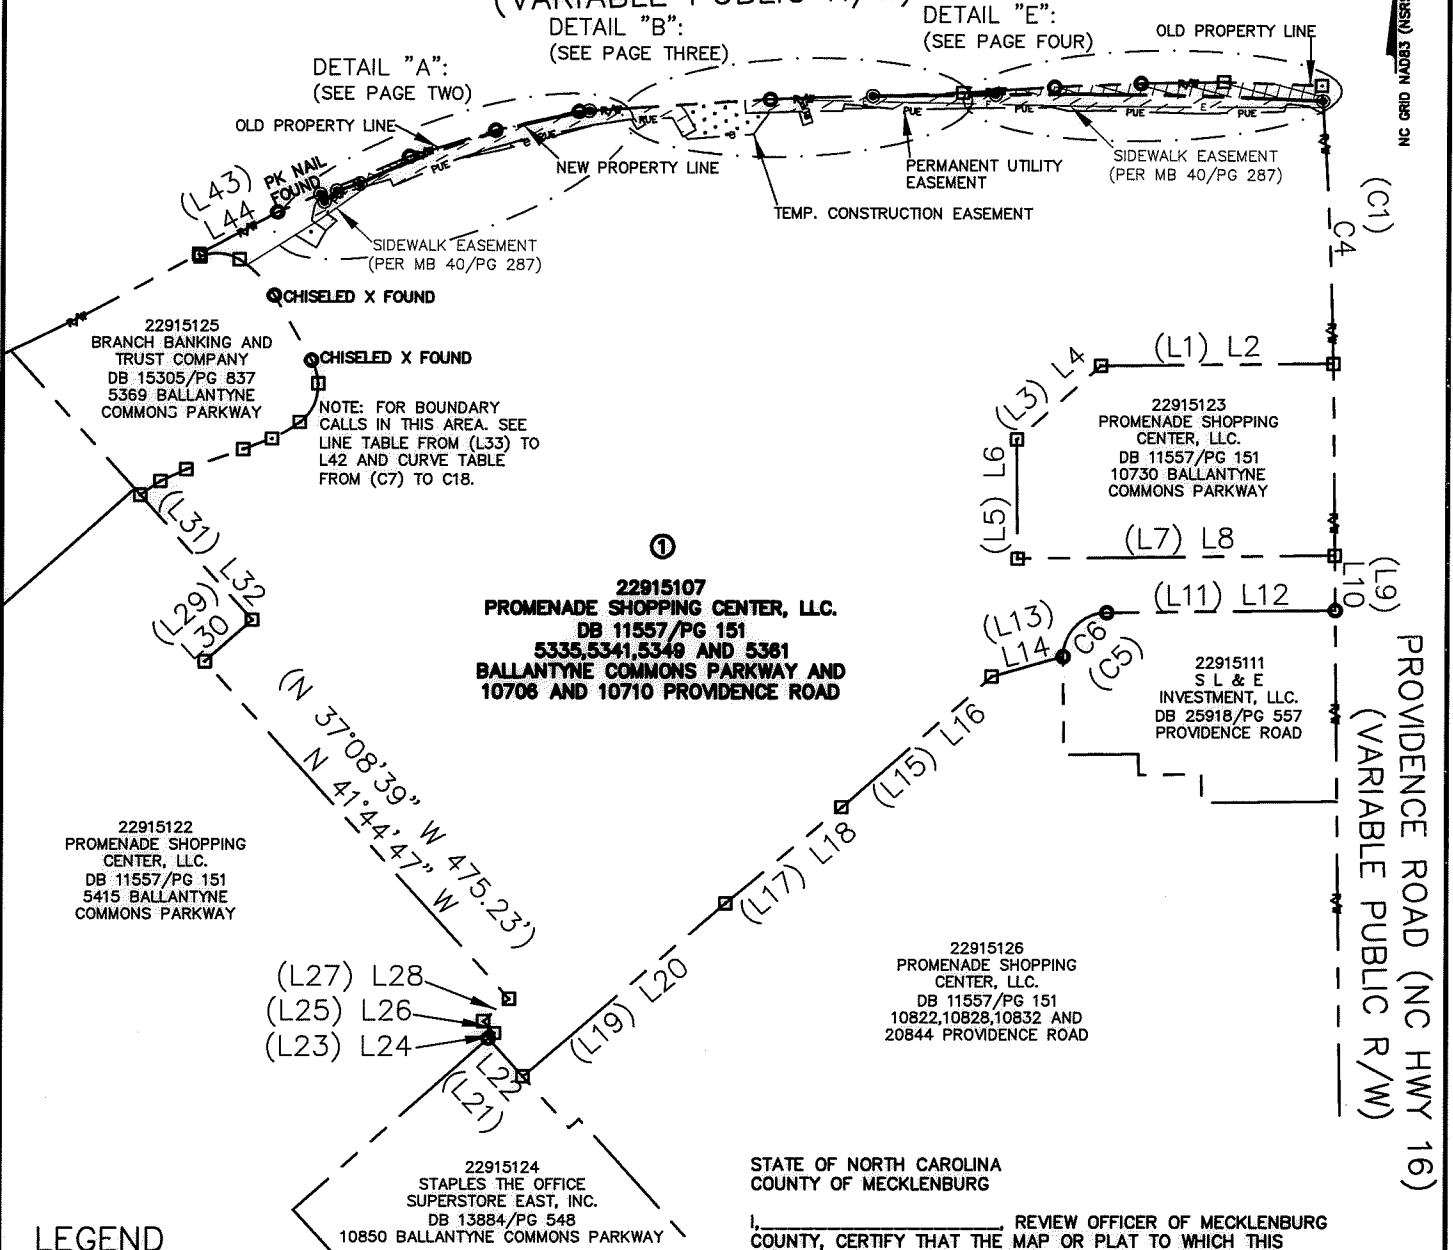 (VARIABLE PUBLIC R/W)
DETAIL "A":
(SEE PAGE TWO)
DETAIL "B":
(SEE PAGE THREE)
DETAIL "E":
(SEE PAGE FOUR)
OLD PROPERTY LINE
NC GRID NAD83
OLD PROPERTY LINE
NEW PROPERTY LINE
PUE
PUE
PUE
PUE
PUE
PUE
PUE
PUE
R/W
R/W
R/W
R/W
E
E
(L43)
L44
PK NAIL
FOUND
SIDEWALK EASEMENT
(PER MB 40/PG 287)
TEMP. CONSTRUCTION EASEMENT
PERMANENT UTILITY
EASEMENT
SIDEWALK EASEMENT
(PER MB 40/PG 287)
(C1)
C4
CHISELED X FOUND
CHISELED X FOUND
22915125
BRANCH BANKING AND
TRUST COMPANY
DB 15305/PG 837
5369 BALLANTYNE
COMMONS PARKWAY
NOTE: FOR BOUNDARY
CALLS IN THIS AREA. SEE
LINE TABLE FROM (L33) TO
L42 AND CURVE TABLE
FROM (C7) TO C18.
(L1) L2
(L3) L4
(L5) L6
22915123
PROMENADE SHOPPING
CENTER, LLC.
DB 11557/PG 151
10730 BALLANTYNE
COMMONS PARKWAY
(L7) L8
(L9)
L10
(L11) L12
(L13)
L14
C6
(C5)
22915111
S L & E
INVESTMENT, LLC.
DB 25918/PG 557
PROVIDENCE ROAD
(L31) L32
(L29)
L30
1
22915107
PROMENADE SHOPPING CENTER, LLC.
DB 11557/PG 151
5335,5341,5349 AND 5361
BALLANTYNE COMMONS PARKWAY AND
10706 AND 10710 PROVIDENCE ROAD
(N 37°08'39" W 475.23')
N 41°44'47" W
(L15) L16
(L17) L18
(L19) L20
PROVIDENCE ROAD (NC HWY 16)
(VARIABLE PUBLIC R/W)
22915122
PROMENADE SHOPPING
CENTER, LLC.
DB 11557/PG 151
5415 BALLANTYNE
COMMONS PARKWAY
(L27) L28
(L25) L26
(L23) L24
L22
(L21)
22915126
PROMENADE SHOPPING
CENTER, LLC.
DB 11557/PG 151
10822,10828,10832 AND
20844 PROVIDENCE ROAD
22915124
STAPLES THE OFFICE
SUPERSTORE EAST, INC.
DB 13884/PG 548
10850 BALLANTYNE COMMONS PARKWAY
LEGEND
STATE OF NORTH CAROLINA
COUNTY OF MECKLENBURG
I,____________________, REVIEW OFFICER OF MECKLENBURG
COUNTY, CERTIFY THAT THE MAP OR PLAT TO WHICH THIS